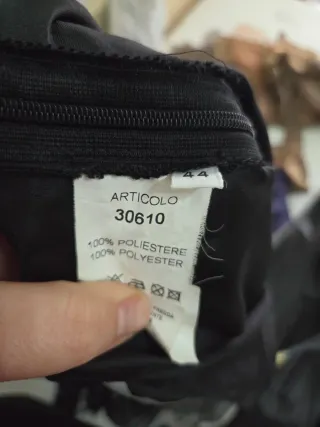 44
ARTICOLO
30610
100% POLIESTERE
100% POLYESTER